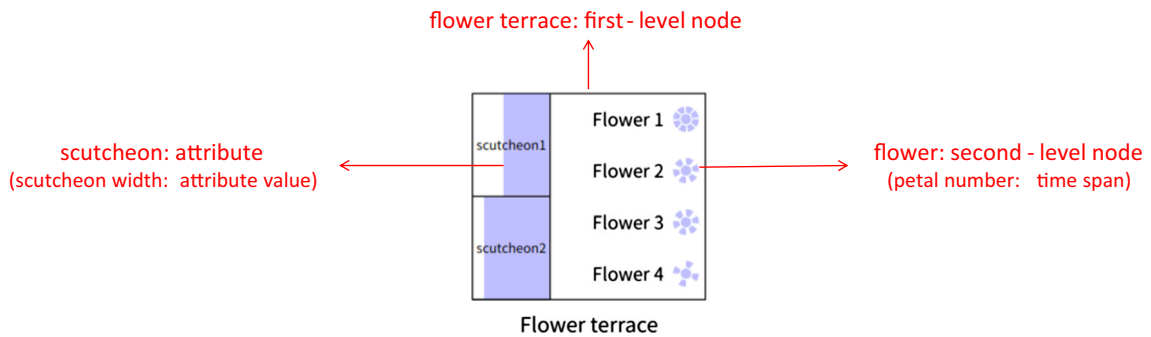 flower terrace: first - level node
scutcheon: attribute
(scutcheon width: attribute value)
scutcheon1
scutcheon2
Flower 1
Flower 2
Flower 3
Flower 4
flower: second - level node
(petal number: time span)
Flower terrace